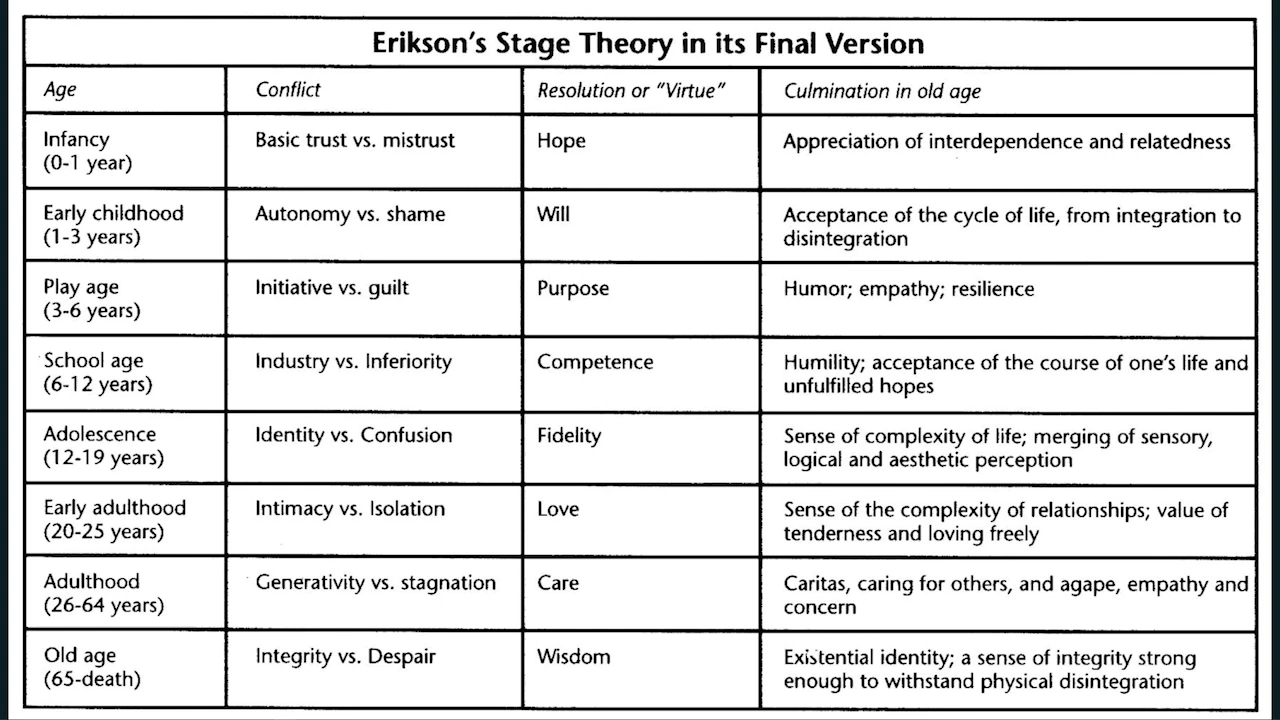 Erikson's Stage Theory in its Final Version
Age
Conflict
Resolution or "Virtue"
Culmination in old age
Infancy
(0-1 year)
Basic trust vs. mistrust
Hope
Appreciation of interdependence and relatedness
Early childhood
(1-3 years)
Autonomy vs. shame
Will
Acceptance of the cycle of life, from integration to
disintegration
Play age
(3-6 years)
Initiative vs. guilt
Purpose
Humor; empathy; resilience
School age
(6-12 years)
Industry vs. Inferiority
Competence
Humility; acceptance of the course of one's life and
unfulfilled hopes
Adolescence
(12-19 years)
Identity vs. Confusion
Fidelity
Sense of complexity of life; merging of sensory,
logical and aesthetic perception
Early adulthood
(20-25 years)
Intimacy vs. Isolation
Love
Sense of the complexity of relationships; value of
tenderness and loving freely
Adulthood
(26-64 years)
Generativity vs. stagnation
Care
Caritas, caring for others, and agape, empathy and
concern
Old age
(65-death)
Integrity vs. Despair
Wisdom
Existential identity; a sense of integrity strong
enough to withstand physical disintegration